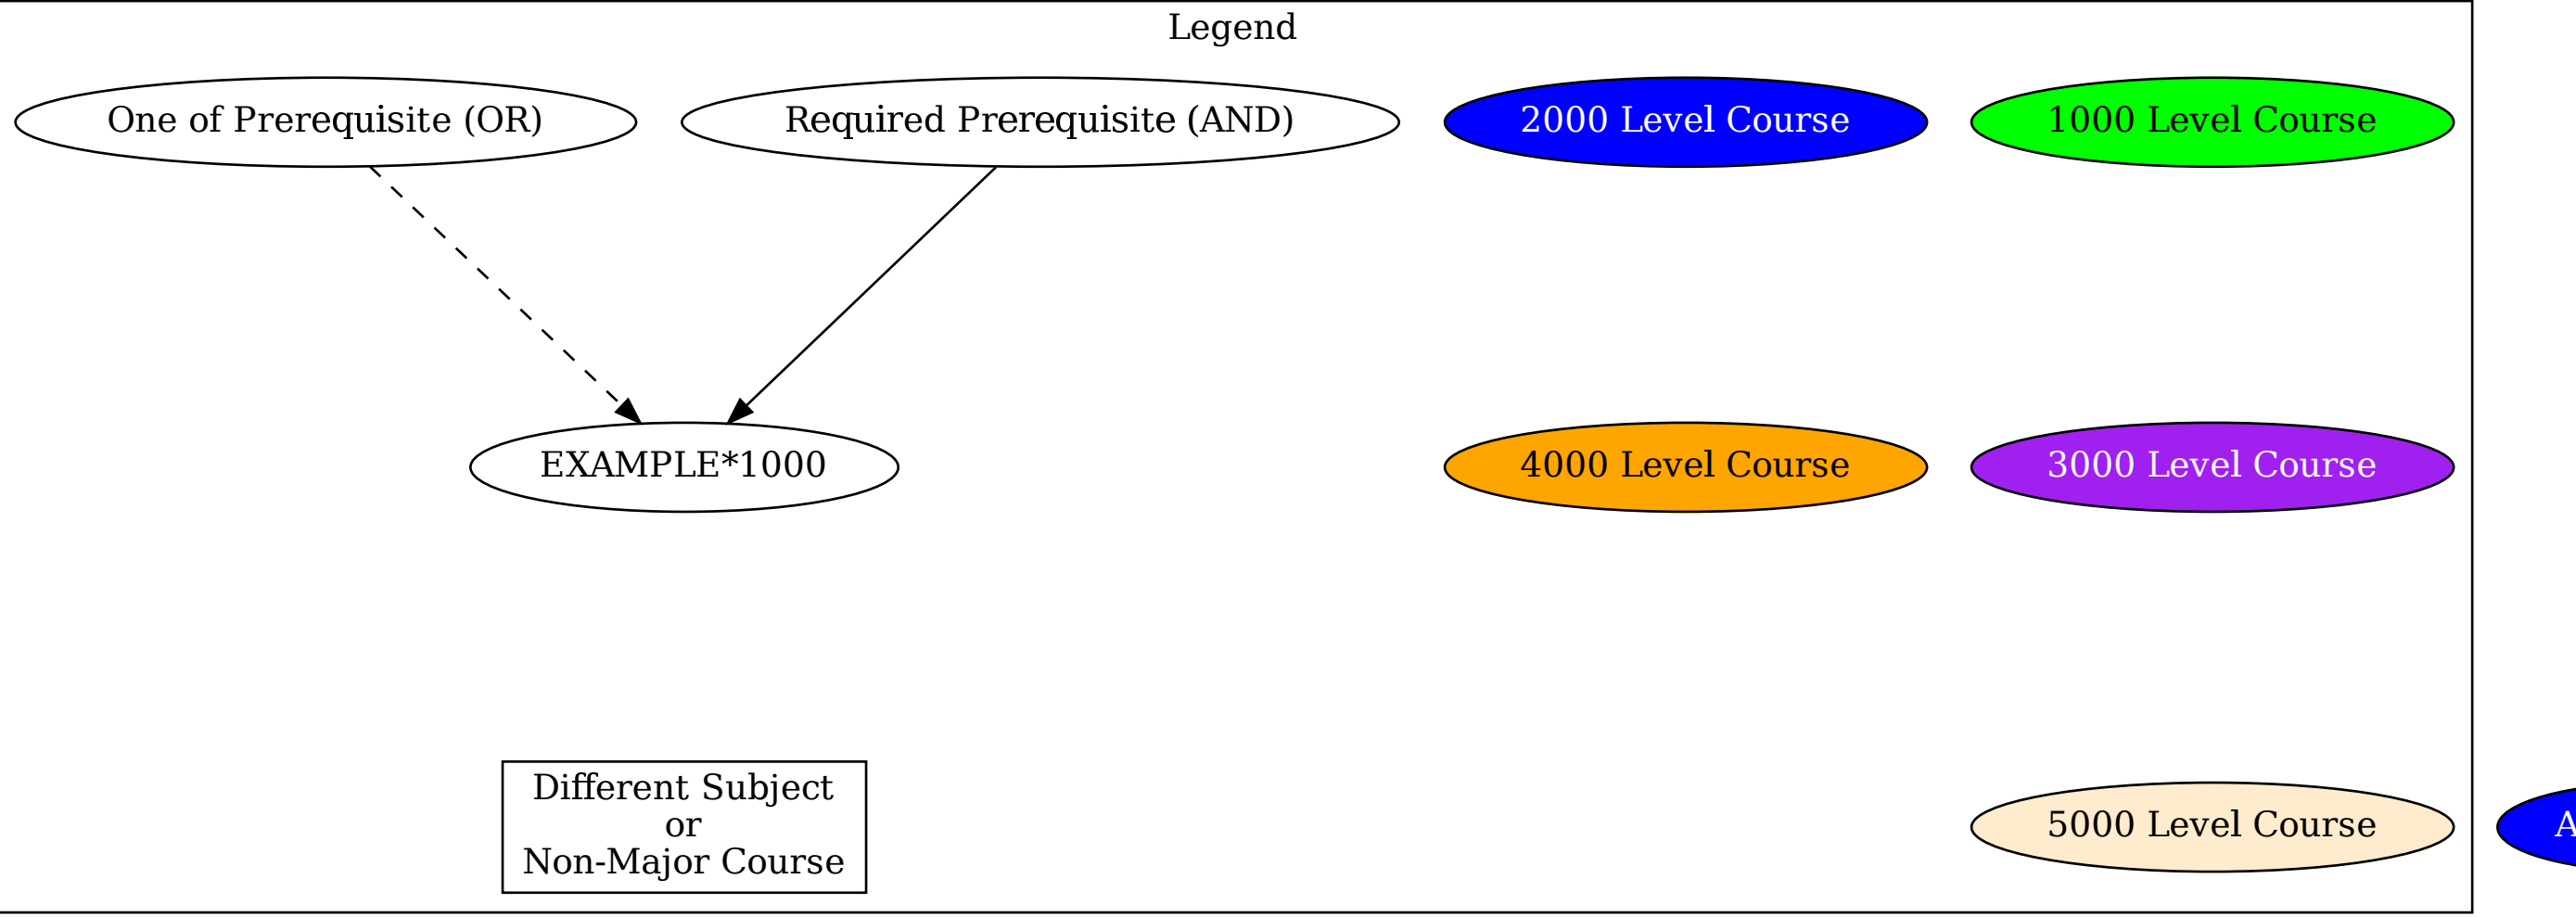 Legend
One of Prerequisite (OR)
Required Prerequisite (AND)
2000 Level Course
1000 Level Course
EXAMPLE*1000
4000 Level Course
3000 Level Course
Different Subject
or
Non-Major Course
5000 Level Course